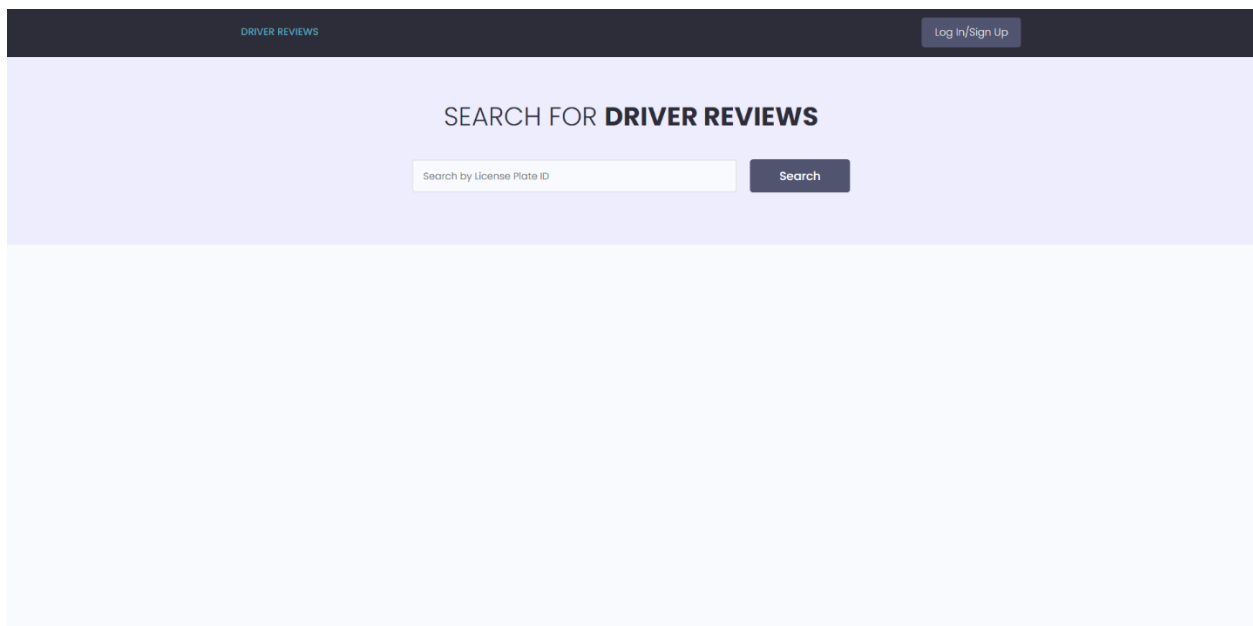 DRIVER REVIEWS
Log In/Sign Up
SEARCH FOR DRIVER REVIEWS
Search by License Plate ID
Search